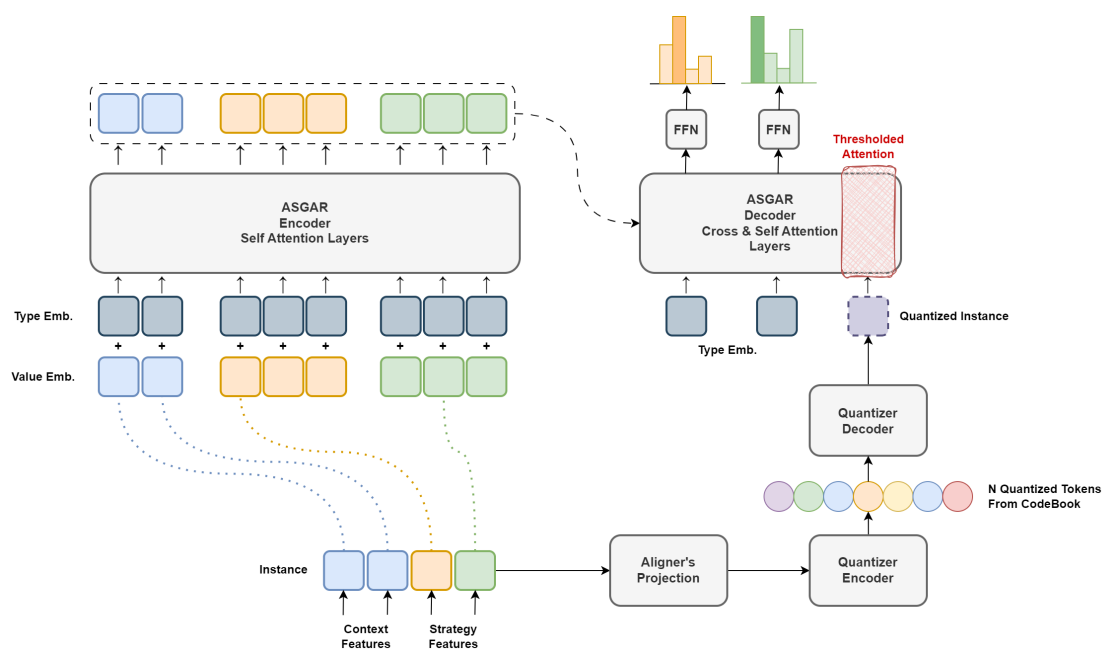 FFN
FFN
Thresholded
Attention
ASGAR
Encoder
Self Attention Layers
ASGAR
Decoder
Cross & Self Attention
Layers
Type Emb.
+ + + + + + + +
Value Emb.
Type Emb.
Quantized Instance
Quantizer
Decoder
N Quantized Tokens
From CodeBook
Instance
Aligner's
Projection
Quantizer
Encoder
Context
Features
Strategy
Features